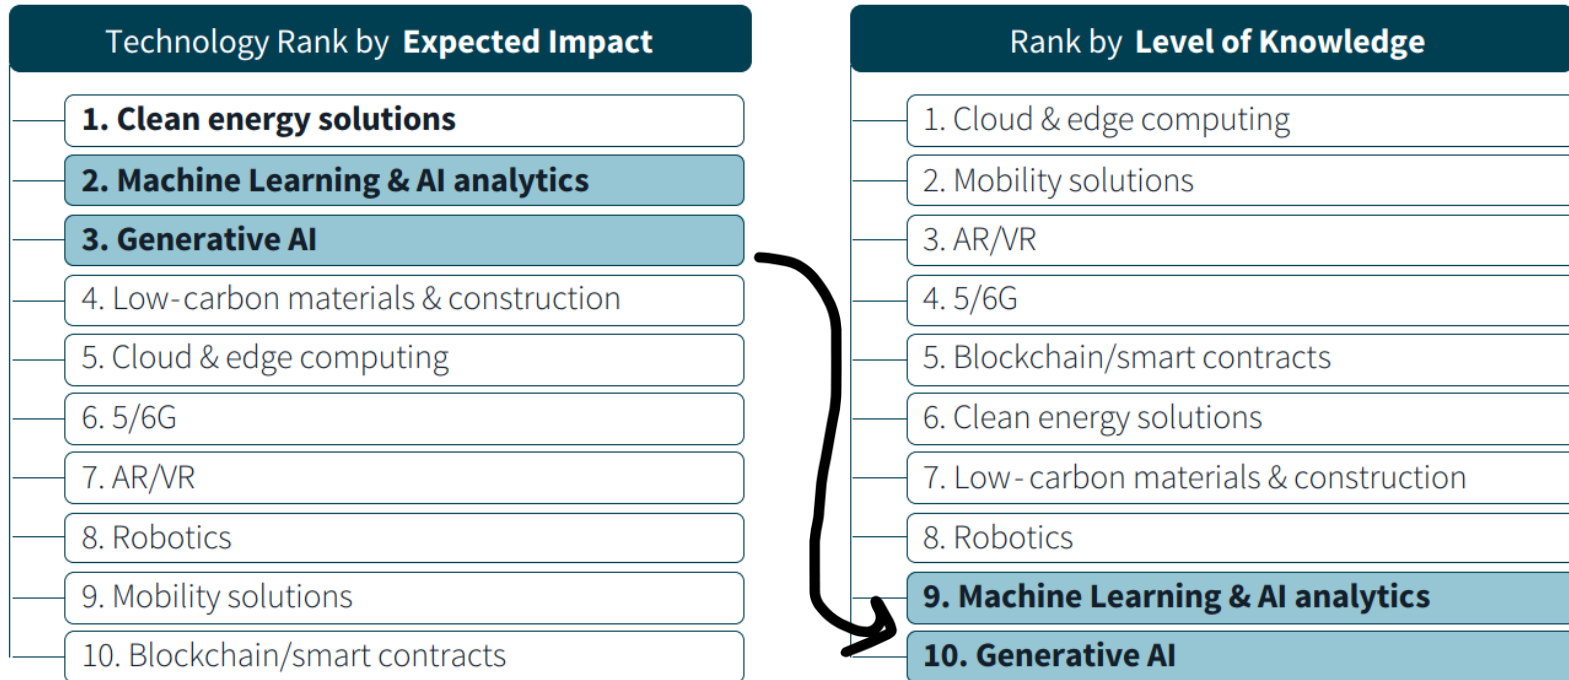 Technology Rank by Expected Impact
1. Clean energy solutions
2. Machine Learning & AI analytics
3. Generative AI
4. Low-carbon materials & construction
5. Cloud & edge computing
6. 5/6G
7. AR/VR
8. Robotics
9. Mobility solutions
10. Blockchain/smart contracts
Rank by Level of Knowledge
1. Cloud & edge computing
2. Mobility solutions
3. AR/VR
4. 5/6G
5. Blockchain/smart contracts
6. Clean energy solutions
7. Low-carbon materials & construction
8. Robotics
9. Machine Learning & AI analytics
10. Generative AI